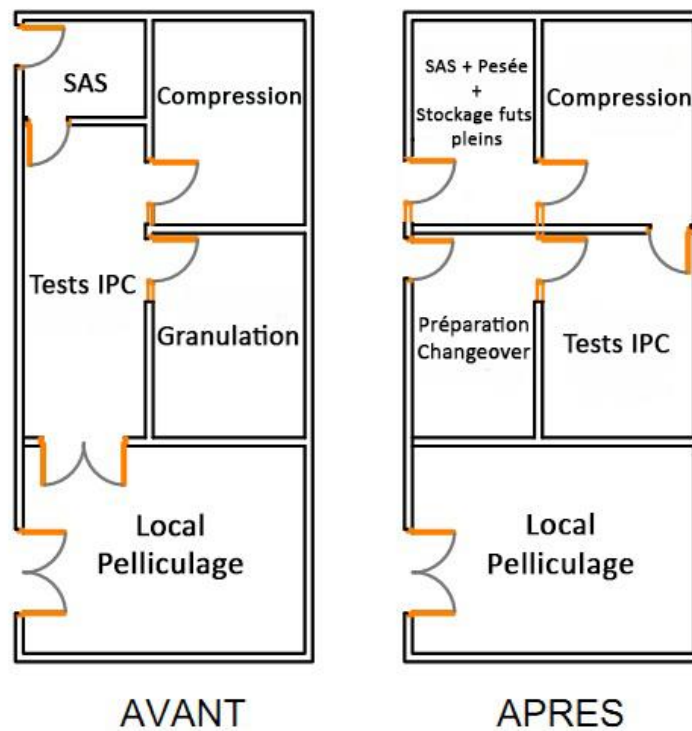 SAS
Compression
Tests IPC
Granulation
Local
Pelliculage
AVANT
SAS + Pesée
+
Stockage futs
pleins
Compression
Préparation
Changeover
Tests IPC
Local
Pelliculage
APRES